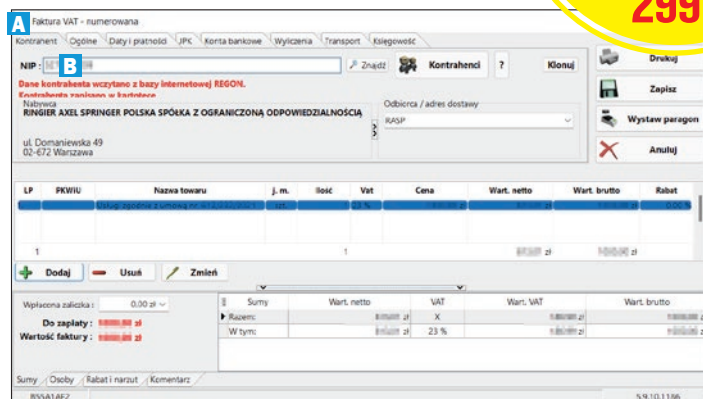 299
A
Faktura VAT - numerowana
Kontrahent Ogólne Daty i płatności JPK Konta bankowe Wyliczenia Transport Księgowość
NIP : B Znajdź Kontrahenci ? Klonuj
Drukuj
Dane kontrahenta wczytano z bazy internetowej REGON.
Kontrahenta zapisano w kartotece
Zapisz
Nabywca Odbiorca / adres dostawy
RINGIER AXEL SPRINGER POLSKA SPÓŁKA Z OGRANICZONĄ ODPOWIEDZIALNOŚCIĄ
RASP
Wystaw paragon
ul. Domaniewska 49
02-672 Warszawa
Anuluj
LP PKWiU Nazwa towaru j. m. Ilość Vat Cena Wart. netto Wart. brutto Rabat
Usługi zgodnie z umową nr. szt. 23 % zł zł zł 0.00 %
1 1 zł zł
Dodaj Usuń Zmień
Wpłacona zaliczka : 0.00 zł
Sumy Wart. netto VAT Wart. VAT Wart. brutto
Do zapłaty : zł
Razem: zł X zł
Wartość faktury : zł
W tym: zł 23 % zł
Sumy Osoby Rabat i narzut Komentarz
B55A1AF2 5.9.10.1186